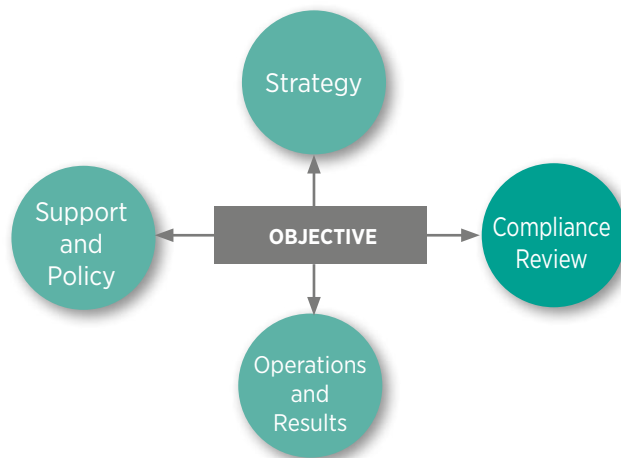 Strategy
Support
and
Policy
OBJECTIVE
Compliance
Review
Operations
and
Results